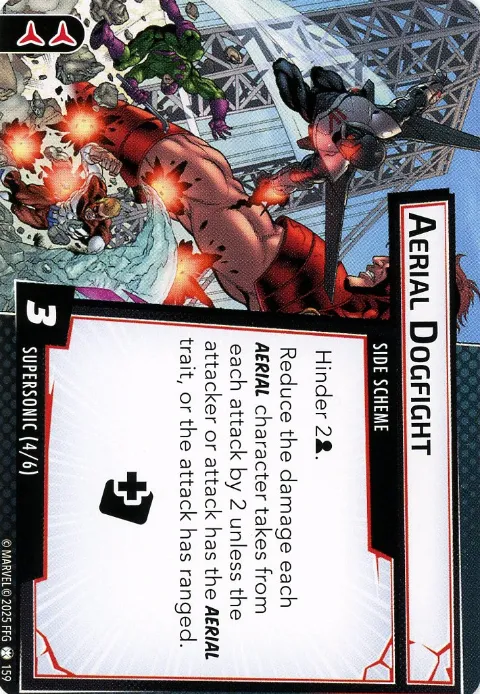 AERIAL DOGFIGHT
SIDE SCHEME
Hinder 2.
Reduce the damage each
AERIAL character takes from
each attack by 2 unless the
attacker or attack has the AERIAL
trait, or the attack has ranged.
3
SUPERSONIC (4/6)
© MARVEL © 2025 FFG 159